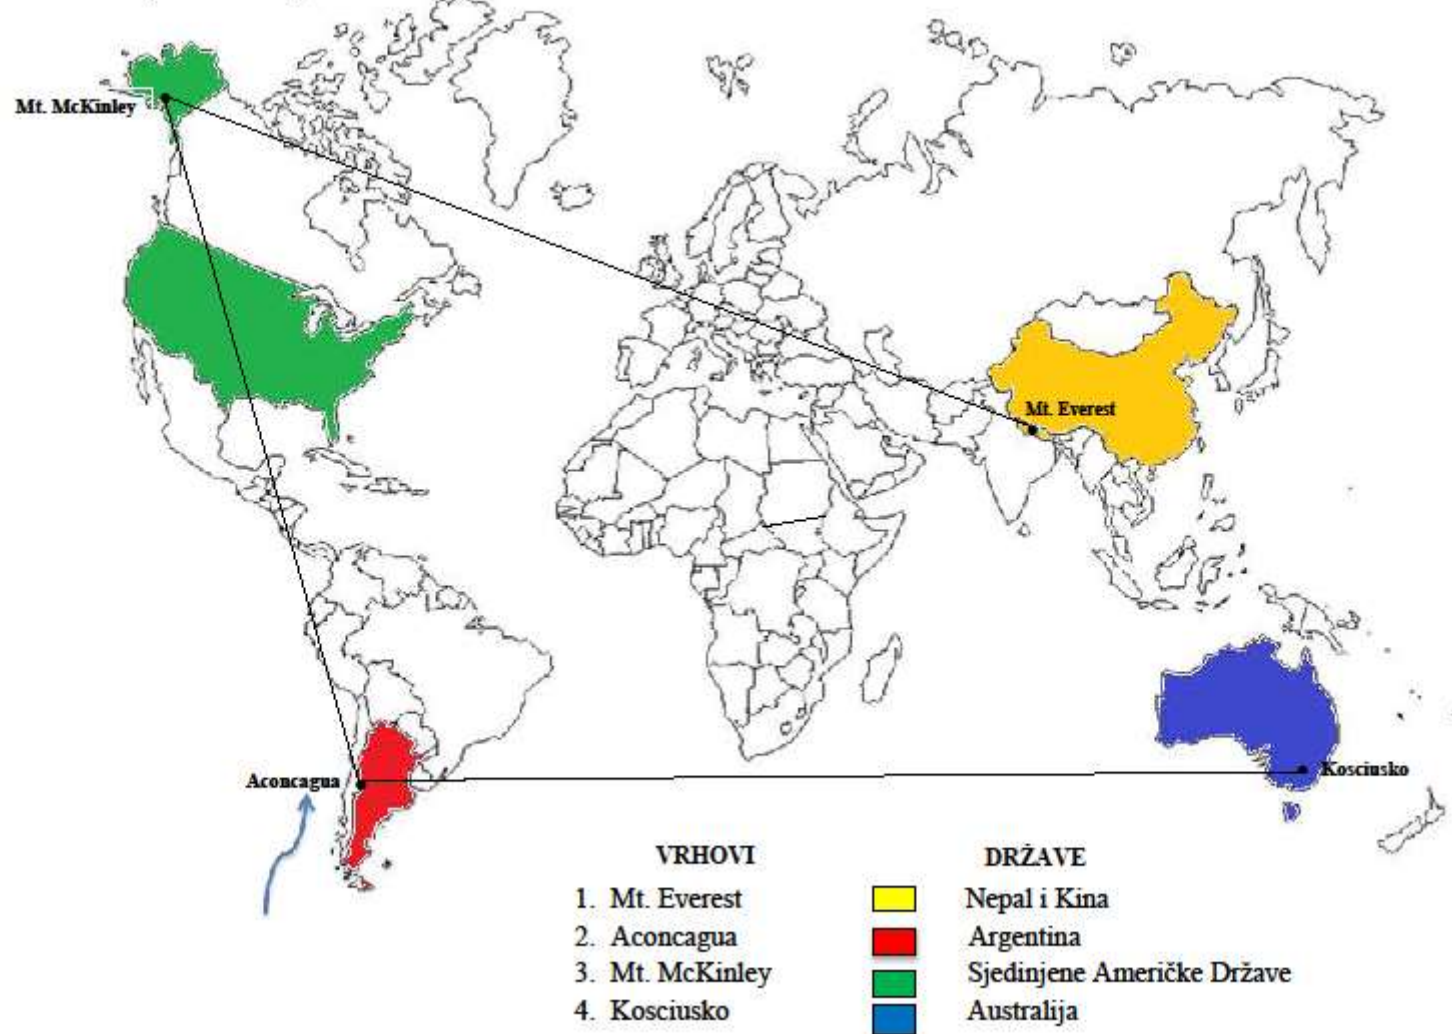 Mt. McKinley
Mt. Everest
Aconcagua
Kosciusko
VRHOVI
1. Mt. Everest
2. Aconcagua
3. Mt. McKinley
4. Kosciusko
DRŽAVE
Nepal i Kina
Argentina
Sjedinjene Američke Države
Australija